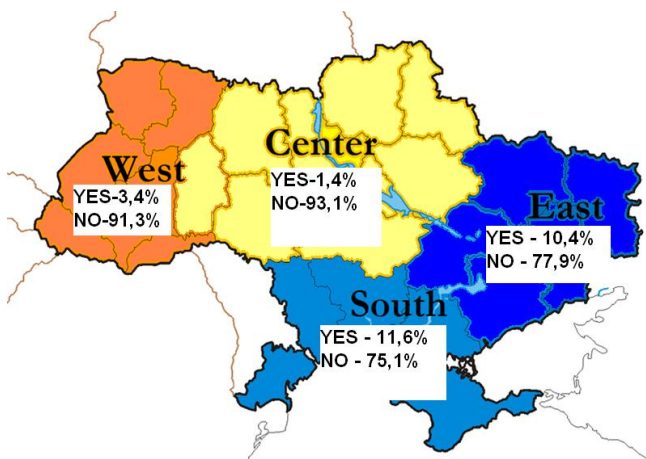 West
YES-3,4%
NO-91,3%
Center
YES-1,4%
NO-93,1%
East
YES - 10,4%
NO - 77,9%
South
YES - 11,6%
NO - 75,1%